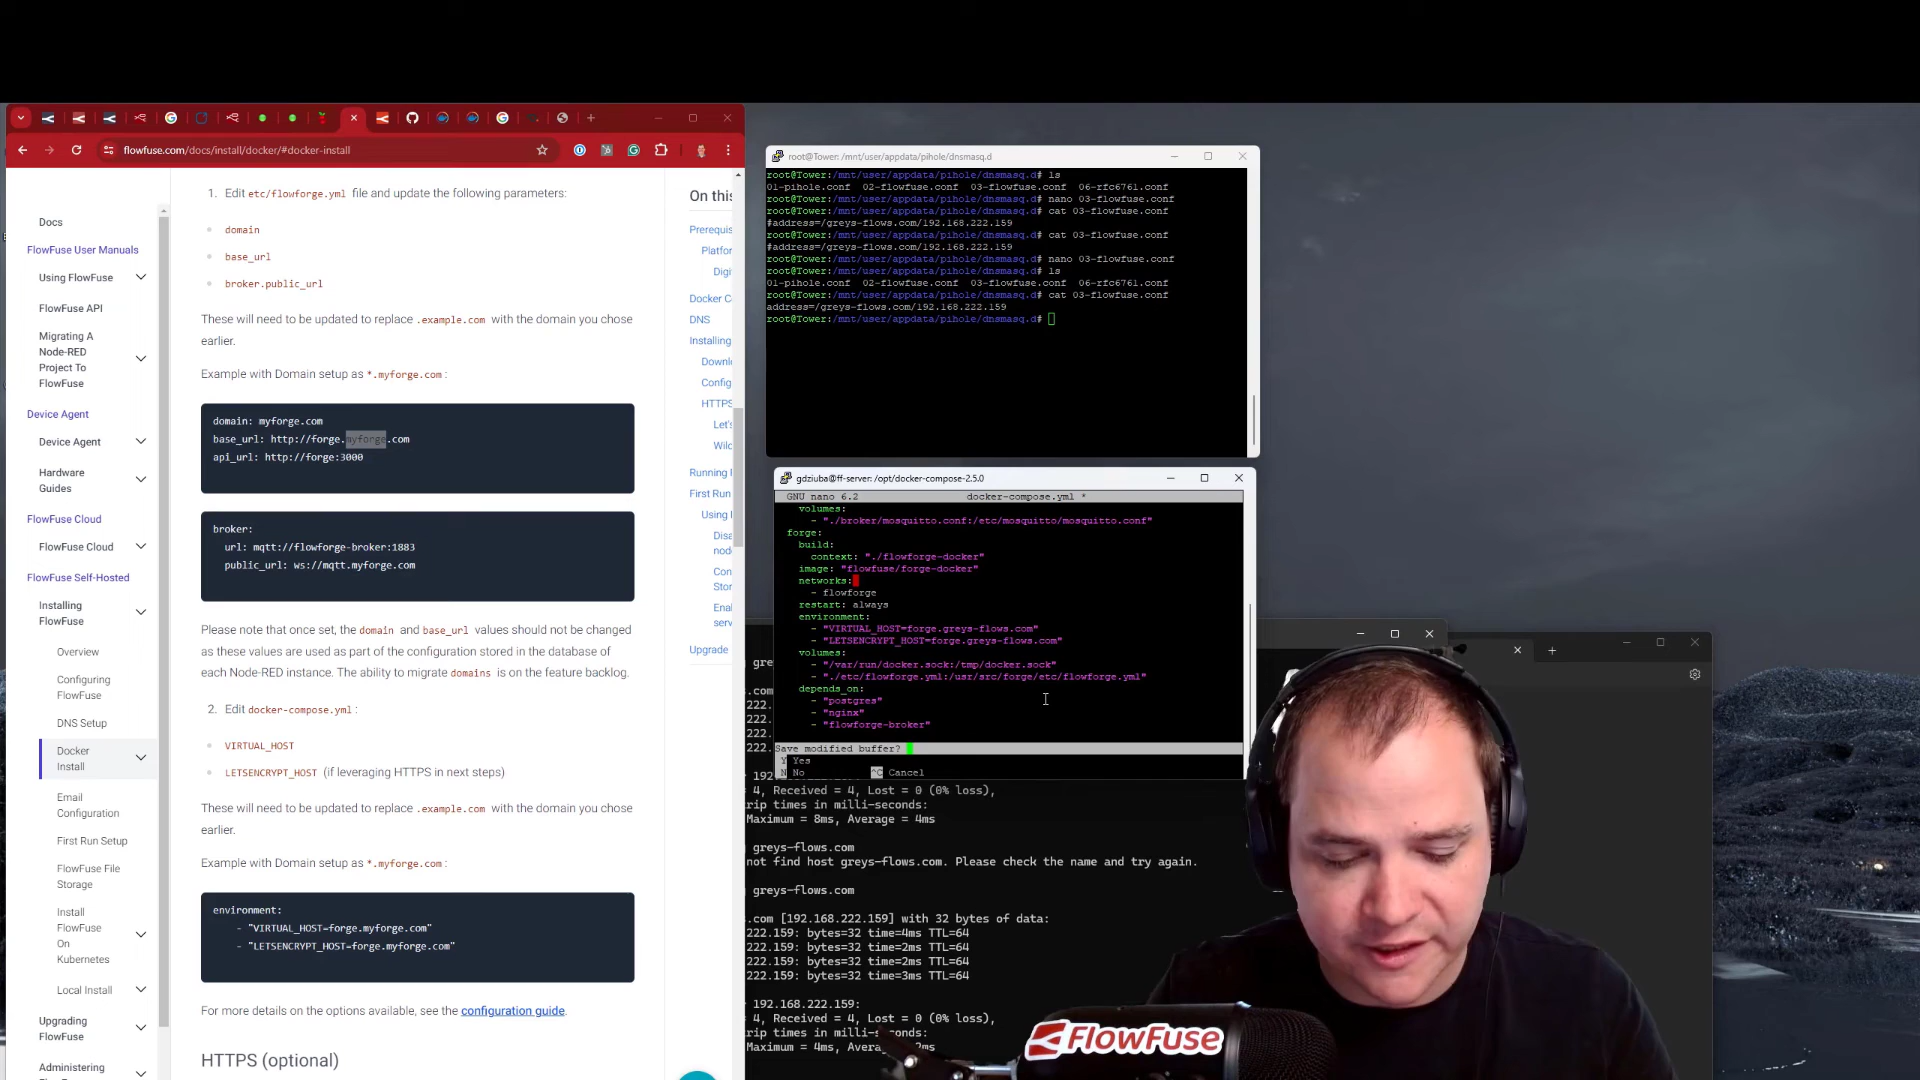 flowfuse.com/docs/install/docker/#docker-install
Docs
FlowFuse User Manuals
Using FlowFuse
FlowFuse API
Migrating A
Node-RED
Project To
FlowFuse
Device Agent
Device Agent
Hardware
Guides
FlowFuse Cloud
FlowFuse Cloud
FlowFuse Self-Hosted
Installing
FlowFuse
Overview
Configuring
FlowFuse
DNS Setup
Docker
Install
Email
Configuration
First Run Setup
FlowFuse File
Storage
Install
FlowFuse
On
Kubernetes
Local Install
Upgrading
FlowFuse
Administering
1. Edit etc/flowforge.yml file and update the following parameters:
domain
base_url
broker.public_url
These will need to be updated to replace .example.com with the domain you chose
earlier.
Example with Domain setup as *.myforge.com:
domain: myforge.com
base_url: http://forge.myforge.com
api_url: http://forge:3000
broker:
url: mqtt://flowforge-broker:1883
public_url: ws://mqtt.myforge.com
Please note that once set, the domain and base_url values should not be changed
as these values are used as part of the configuration stored in the database of
each Node-RED instance. The ability to migrate domains is on the feature backlog.
2. Edit docker-compose.yml:
VIRTUAL_HOST
LETSENCRYPT_HOST (if leveraging HTTPS in next steps)
These will need to be updated to replace .example.com with the domain you chose
earlier.
Example with Domain setup as *.myforge.com:
environment:
- "VIRTUAL_HOST=forge.myforge.com"
- "LETSENCRYPT_HOST=forge.myforge.com"
For more details on the options available, see the configuration guide.
HTTPS (optional)
On this
Prerequis
Platfor
Digi
Docker Co
DNS
Installing
Downl
Config
HTTPS
Let's
Wild
Running
First Run
Using
Disa
node
Con
Stor
Ena
serv
Upgrade
root@Tower: /mnt/user/appdata/pihole/dnsmasq.d
root@Tower:/mnt/user/appdata/pihole/dnsmasq.d# ls
01-pihole.conf 02-flowfuse.conf 03-flowfuse.conf 06-rfc6761.conf
root@Tower:/mnt/user/appdata/pihole/dnsmasq.d# nano 03-flowfuse.conf
root@Tower:/mnt/user/appdata/pihole/dnsmasq.d# cat 03-flowfuse.conf
#address=/greys-flows.com/192.168.222.159
root@Tower:/mnt/user/appdata/pihole/dnsmasq.d# cat 03-flowfuse.conf
#address=/greys-flows.com/192.168.222.159
root@Tower:/mnt/user/appdata/pihole/dnsmasq.d# nano 03-flowfuse.conf
root@Tower:/mnt/user/appdata/pihole/dnsmasq.d# ls
01-pihole.conf 02-flowfuse.conf 03-flowfuse.conf 06-rfc6761.conf
root@Tower:/mnt/user/appdata/pihole/dnsmasq.d# cat 03-flowfuse.conf
address=/greys-flows.com/192.168.222.159
root@Tower:/mnt/user/appdata/pihole/dnsmasq.d#
gdziuba@ff-server: /opt/docker-compose-2.5.0
GNU nano 6.2 docker-compose.yml *
volumes:
- "./broker/mosquitto.conf:/etc/mosquitto/mosquitto.conf"
forge:
build:
context: "./flowforge-docker"
image: "flowfuse/forge-docker"
networks:
- flowforge
restart: always
environment:
- "VIRTUAL_HOST=forge.greys-flows.com"
- "LETSENCRYPT_HOST=forge.greys-flows.com"
volumes:
- "/var/run/docker.sock:/tmp/docker.sock"
- "./etc/flowforge.yml:/usr/src/forge/etc/flowforge.yml"
depends_on:
- "postgres"
- "nginx"
- "flowforge-broker"
Save modified buffer?
Y Yes
N No ^C Cancel
= 4, Received = 4, Lost = 0 (0% loss),
rip times in milli-seconds:
Maximum = 8ms, Average = 4ms
greys-flows.com
not find host greys-flows.com. Please check the name and try again.
greys-flows.com
s.com [192.168.222.159] with 32 bytes of data:
222.159: bytes=32 time=4ms TTL=64
222.159: bytes=32 time=2ms TTL=64
222.159: bytes=32 time=2ms TTL=64
222.159: bytes=32 time=3ms TTL=64
192.168.222.159:
= 4, Received = 4, Lost = 0 (0% loss),
rip times in milli-seconds:
Maximum = 4ms, Average = 2ms
FlowFuse